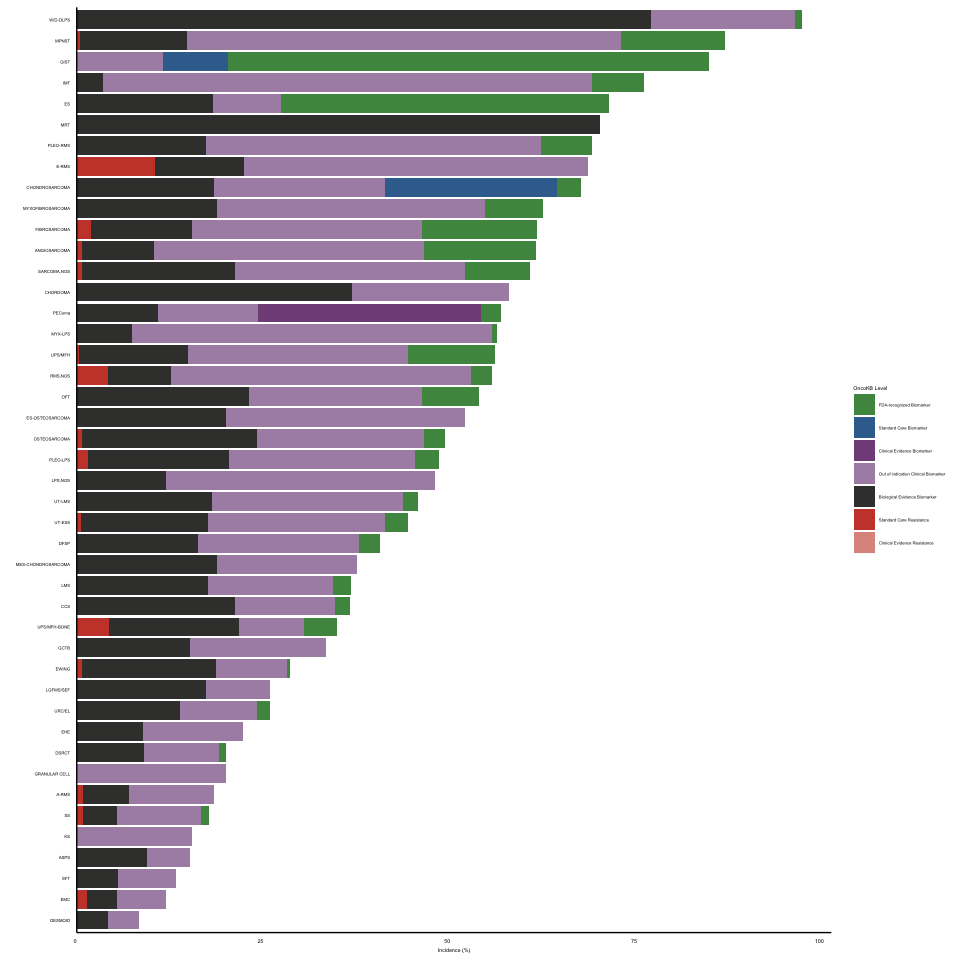 W/D-DLPS
MPNST
GIST
IMT
ES
MRT
PLEO-RMS
E-RMS
CHONDROSARCOMA
MYXOFIBROSARCOMA
FIBROSARCOMA
ANGIOSARCOMA
SARCOMA,NOS
CHORDOMA
PEComa
MYX-LPS
UPS/MFH
RMS,NOS
OFT
ES-OSTEOSARCOMA
OSTEOSARCOMA
PLEO-LPS
LPS,NOS
UT-LMS
UT-ESS
DFSP
MES-CHONDROSARCOMA
LMS
CCS
UPS/MFH-BONE
GCTB
EWING
LGFMS/SEF
URC/EL
EHE
DSRCT
GRANULAR CELL
A-RMS
SS
KS
ASPS
SFT
EMC
DESMOID
0
25
50
75
100
Incidence (%)
OncoKB Level
FDA-recognized Biomarker
Standard Care Biomarker
Clinical Evidence Biomarker
Out of Indication Clinical Biomarker
Biological Evidence Biomarker
Standard Care Resistance
Clinical Evidence Resistance